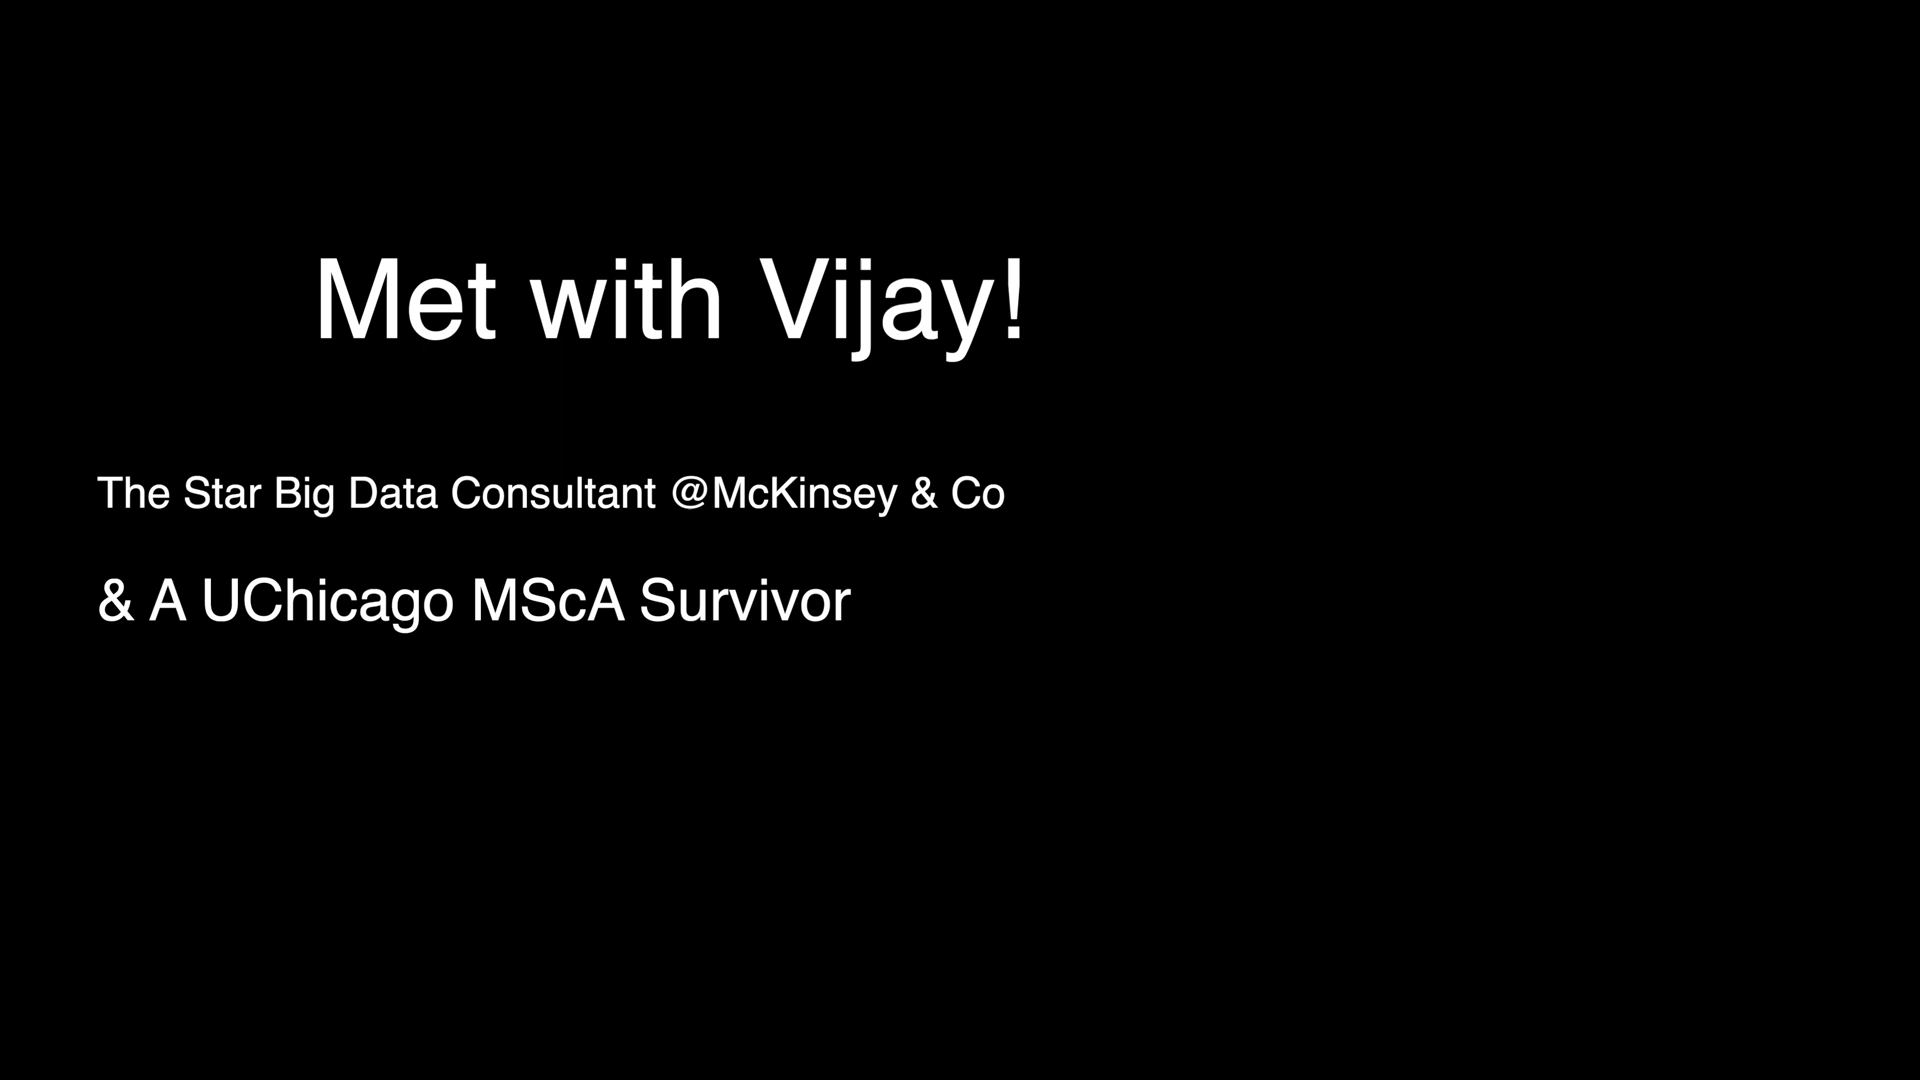 Met with Vijay!
The Star Big Data Consultant @McKinsey & Co
& A UChicago MScA Survivor